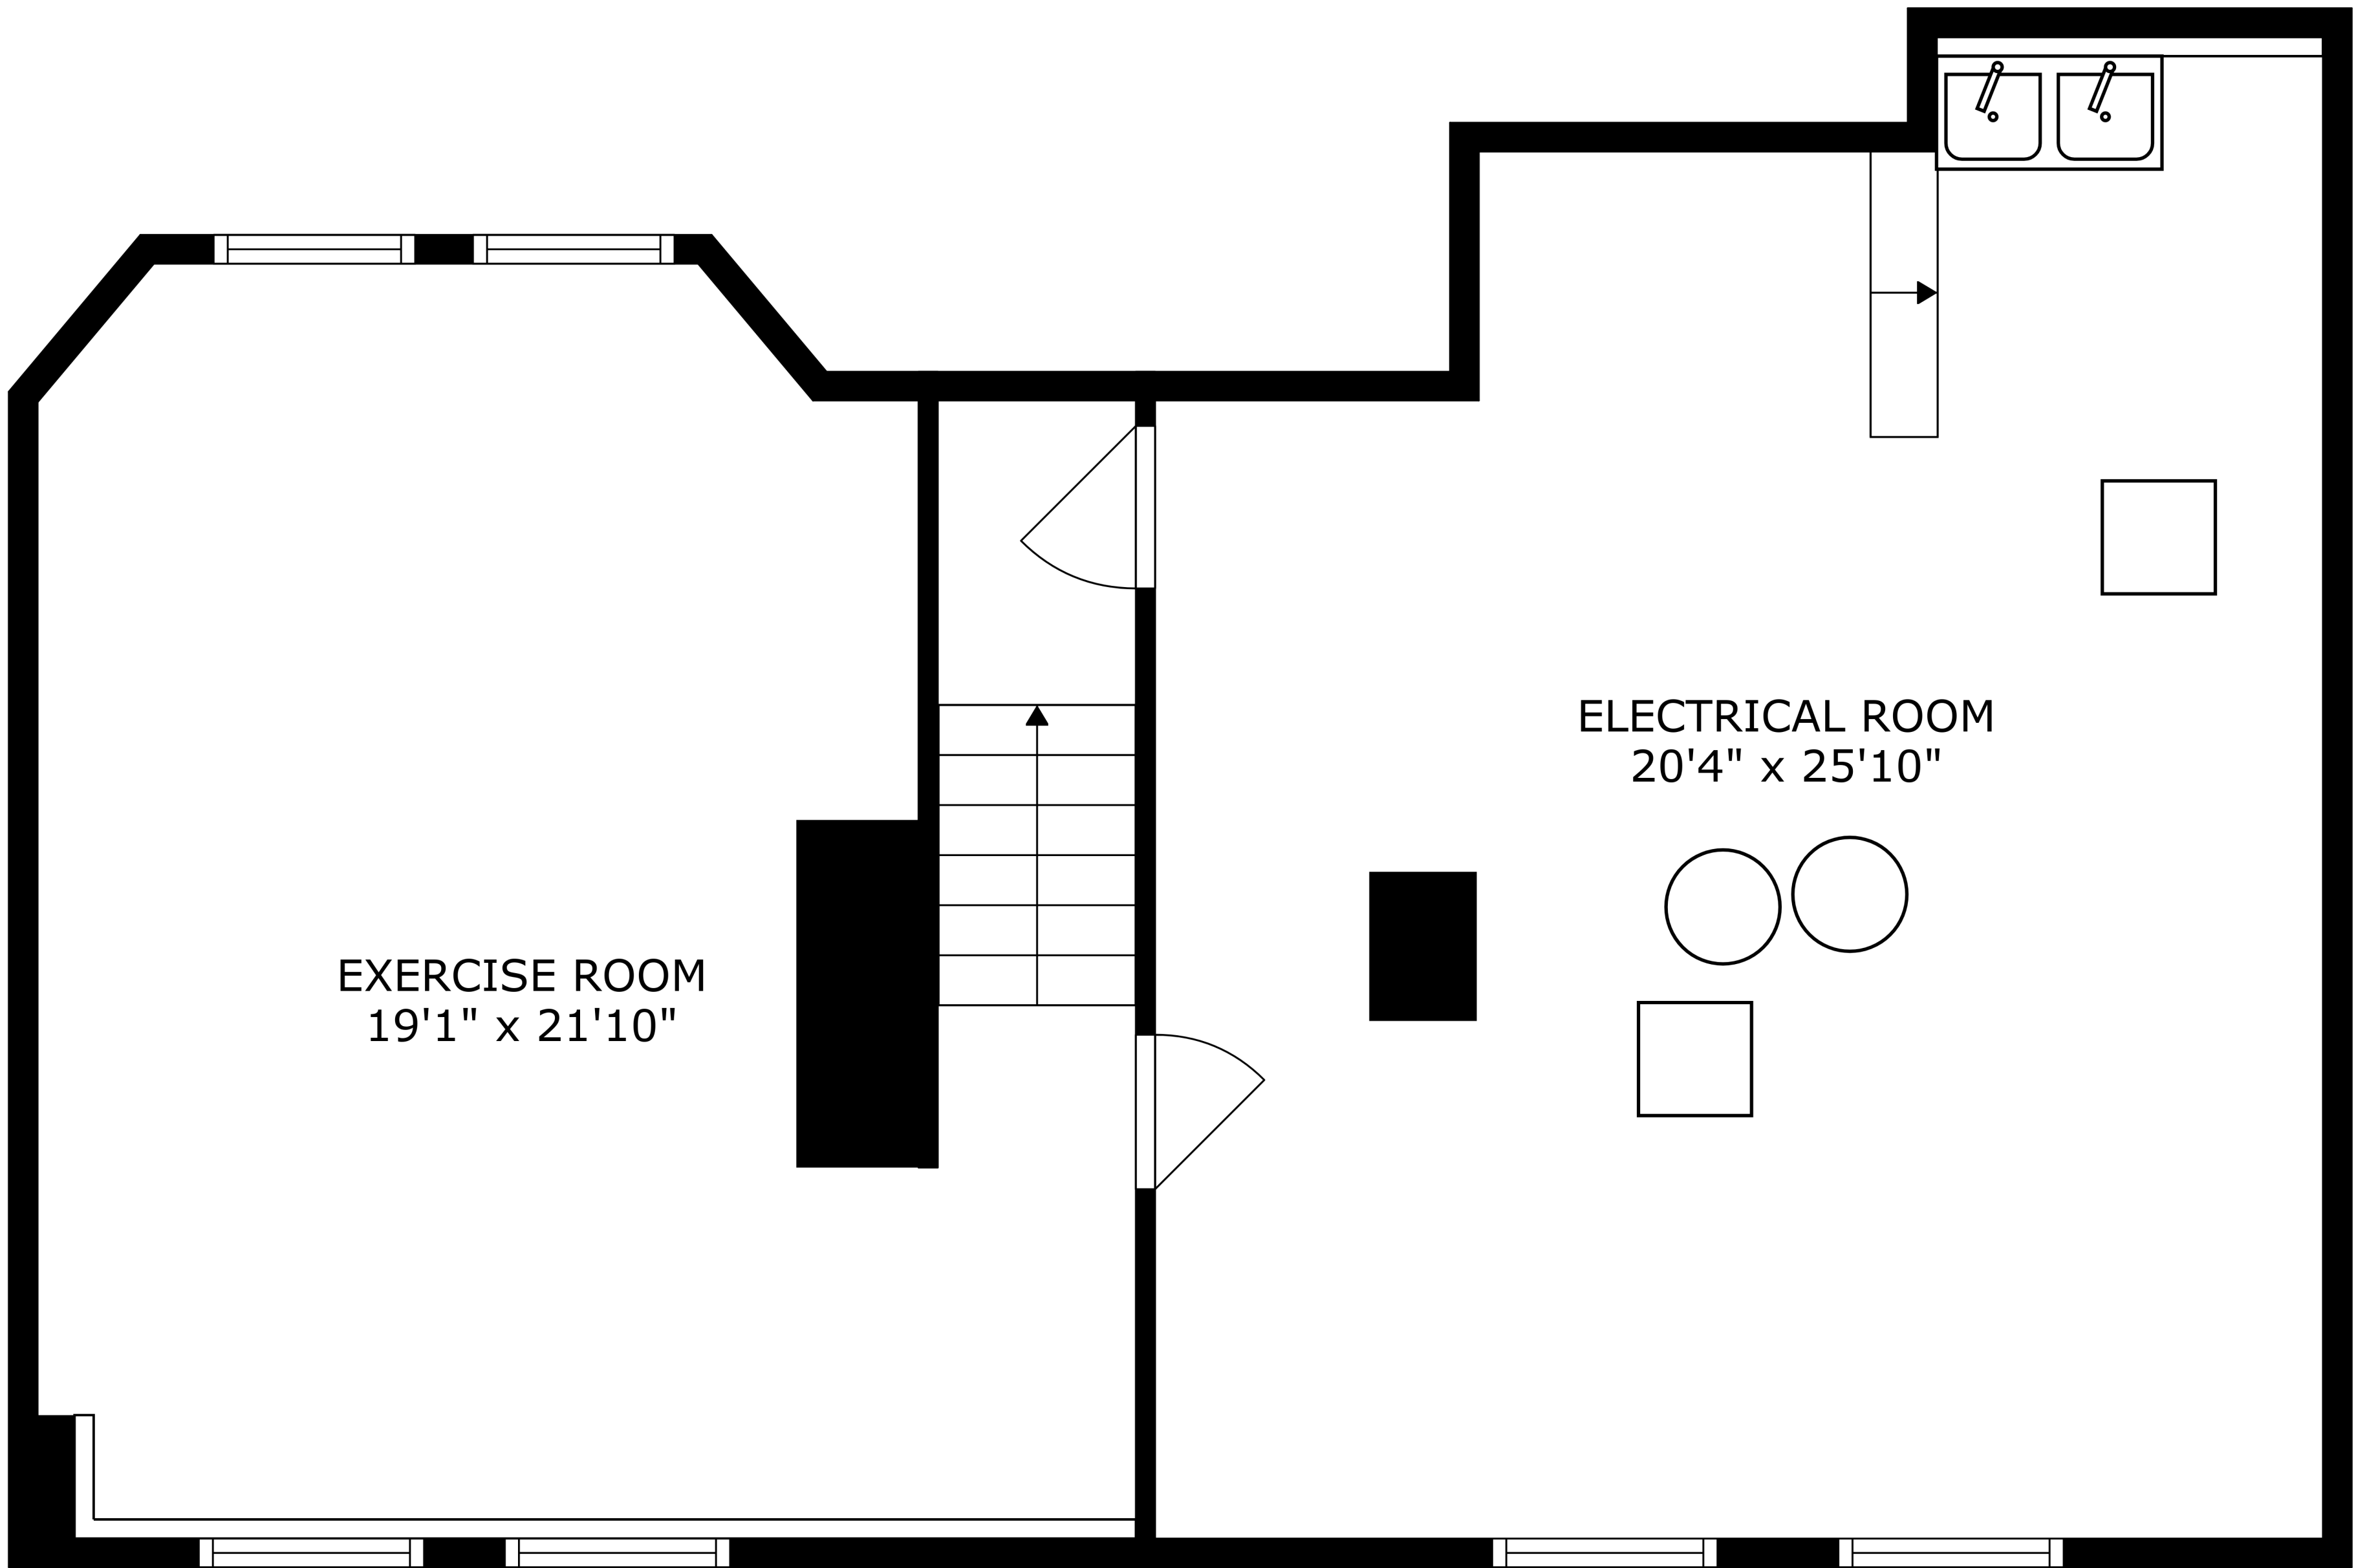 ELECTRICAL ROOM
20'4" x 25'10"
EXERCISE ROOM
19'1" x 21'10"